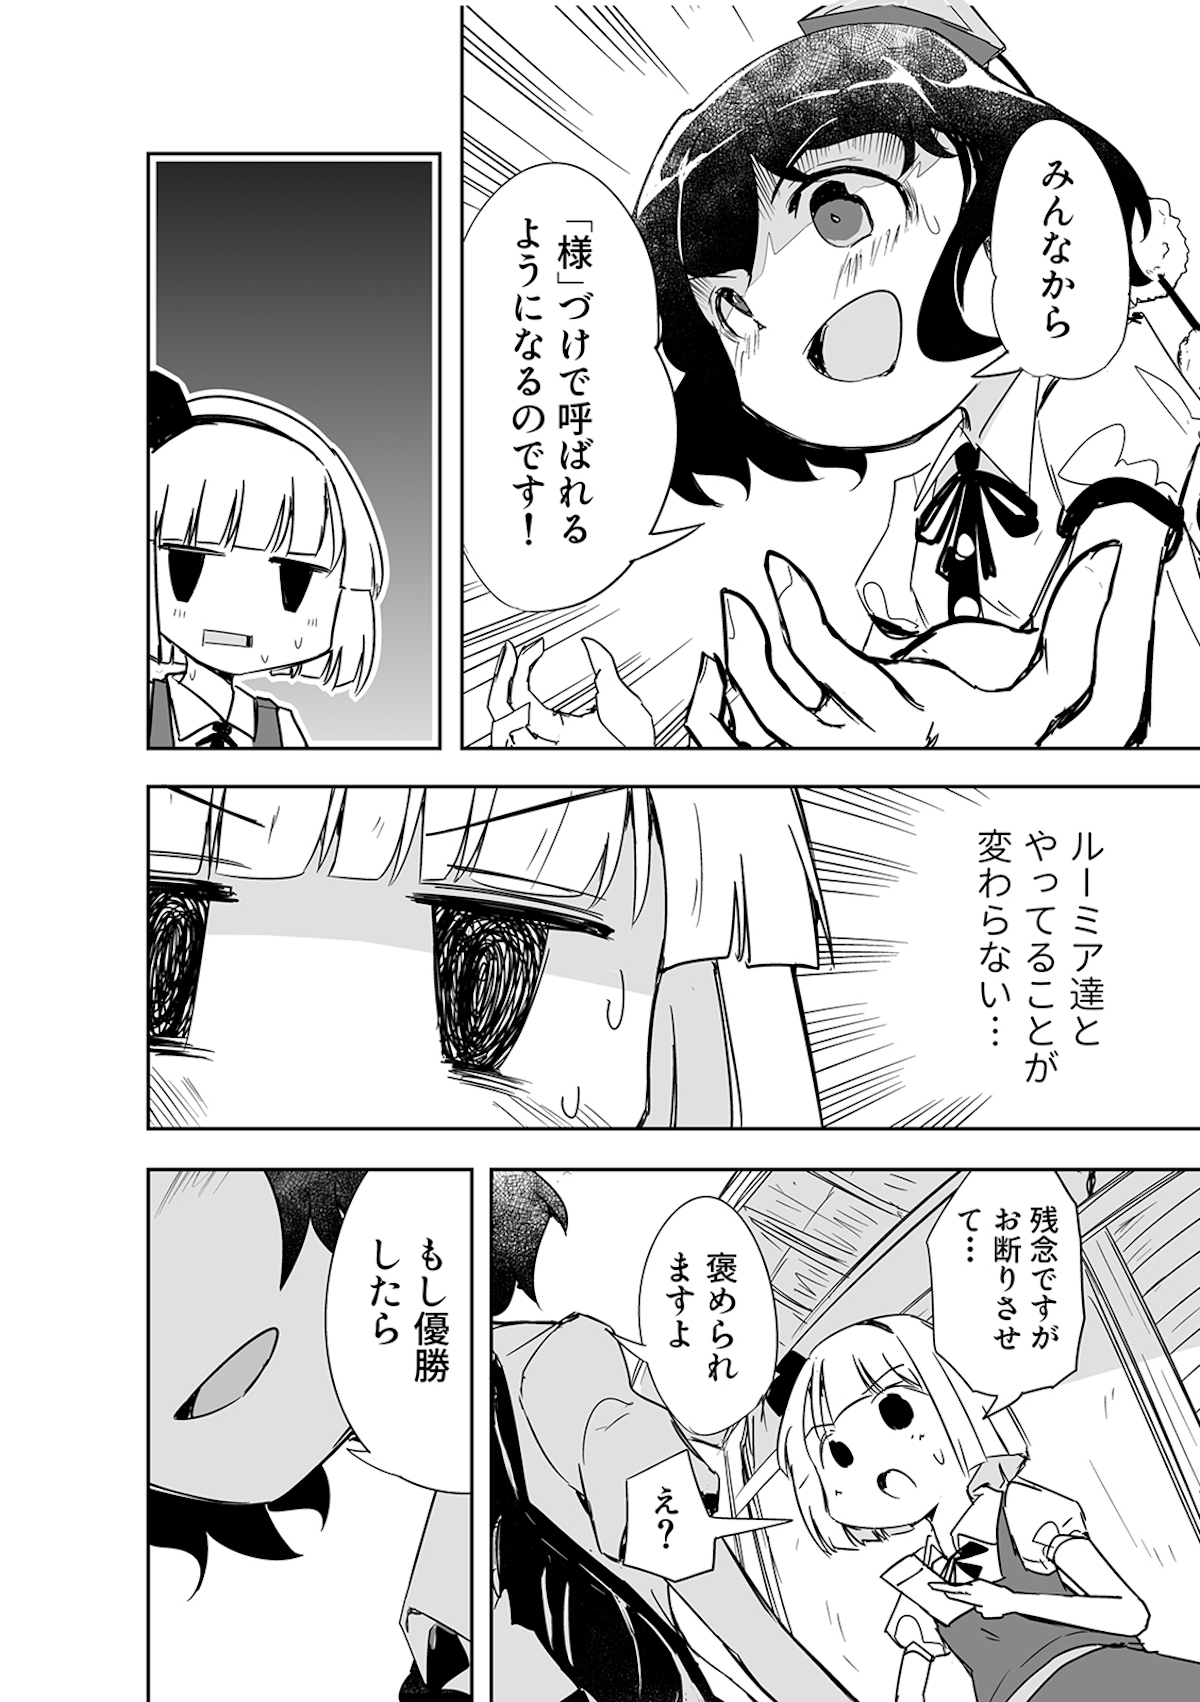 みんなから
「様」づけで呼ばれる
ようになるのです！
ルーミア達と
やってることが
変わらない…
残念ですが
お断りさせ
て…
褒められ
ますよ
え？
もし優勝
したら